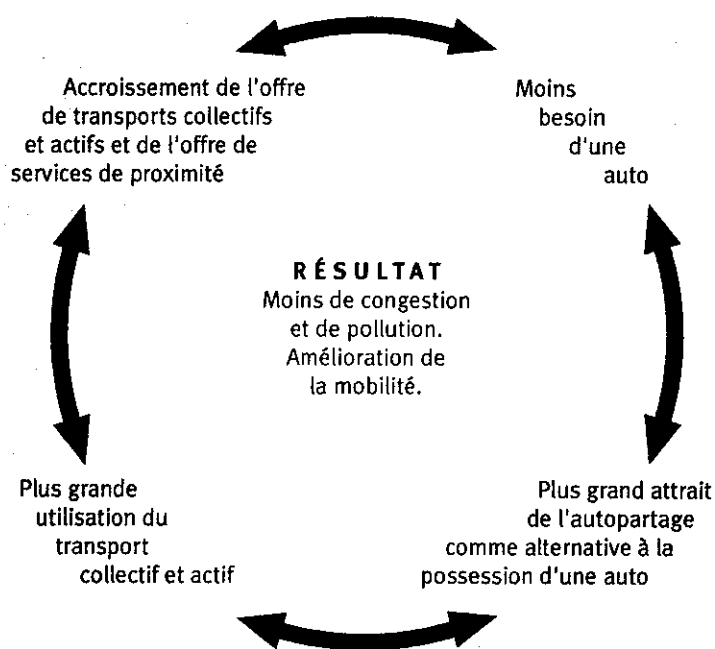 Accroissement de l'offre
de transports collectifs
et actifs et de l'offre de
services de proximité
Moins
besoin
d'une
auto
RÉSULTAT
Moins de congestion
et de pollution.
Amélioration de
la mobilité.
Plus grande
utilisation du
transport
collectif et actif
Plus grand attrait
de l'autopartage
comme alternative à la
possession d'une auto